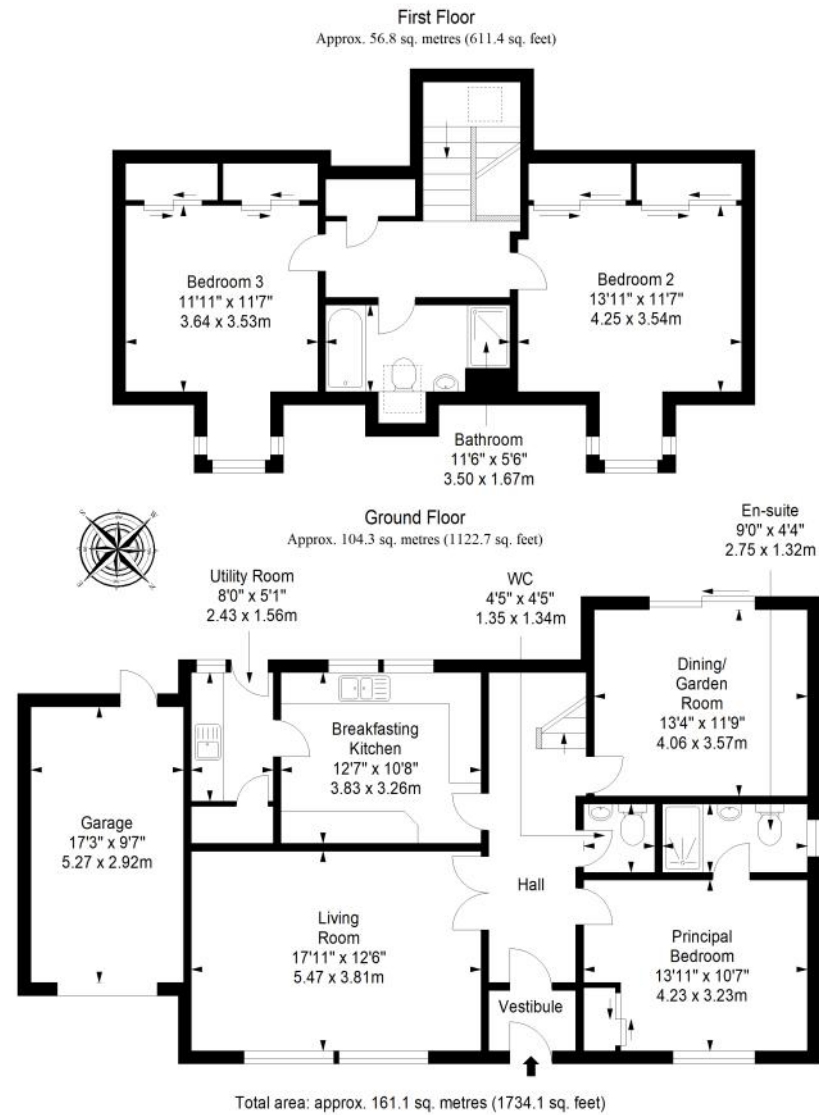 First Floor
Approx. 56.8 sq. metres (611.4 sq. feet)
Bedroom 3
11'11" x 11'7"
3.64 x 3.53m
Bedroom 2
13'11" x 11'7"
4.25 x 3.54m
Bathroom
11'6" x 5'6"
3.50 x 1.67m
Ground Floor
Approx. 104.3 sq. metres (1122.7 sq. feet)
En-suite
9'0" x 4'4"
2.75 x 1.32m
Utility Room
8'0" x 5'1"
2.43 x 1.56m
WC
4'5" x 4'5"
1.35 x 1.34m
Dining/
Garden
Room
13'4" x 11'9"
4.06 x 3.57m
Breakfasting
Kitchen
12'7" x 10'8"
3.83 x 3.26m
Garage
17'3" x 9'7"
5.27 x 2.92m
Hall
Living
Room
17'11" x 12'6"
5.47 x 3.81m
Principal
Bedroom
13'11" x 10'7"
4.23 x 3.23m
Vestibule
Total area: approx. 161.1 sq. metres (1734.1 sq. feet)